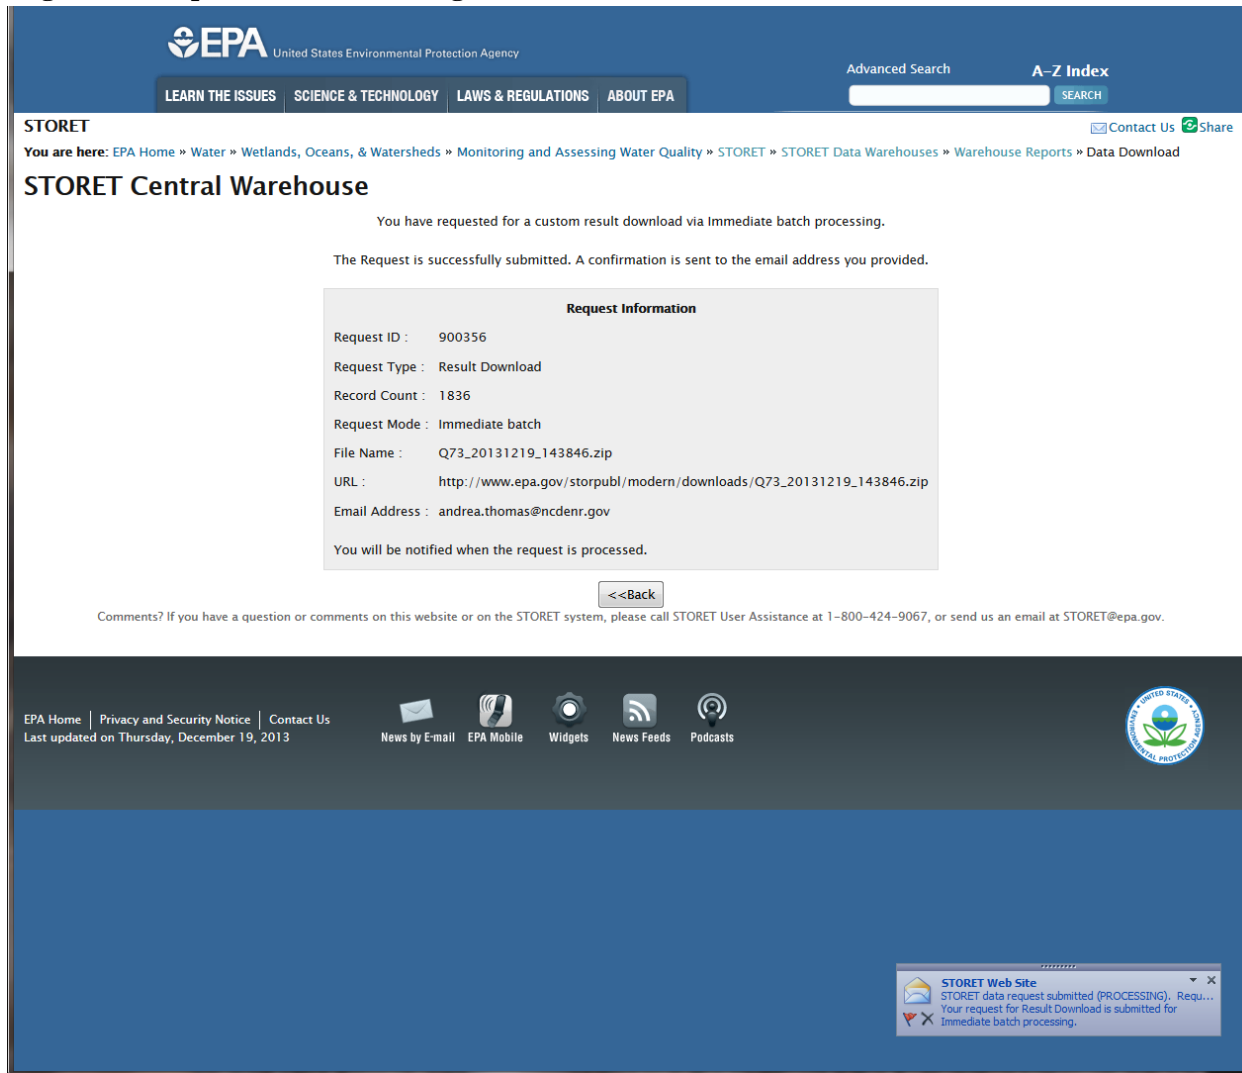 EPA United States Environmental Protection Agency
Advanced Search A-Z Index
LEARN THE ISSUES SCIENCE & TECHNOLOGY LAWS & REGULATIONS ABOUT EPA SEARCH
STORET
Contact Us Share
You are here: EPA Home » Water » Wetlands, Oceans, & Watersheds » Monitoring and Assessing Water Quality » STORET » STORET Data Warehouses » Warehouse Reports » Data Download
STORET Central Warehouse
You have requested for a custom result download via Immediate batch processing.
The Request is successfully submitted. A confirmation is sent to the email address you provided.
Request Information
Request ID : 900356
Request Type : Result Download
Record Count : 1836
Request Mode : Immediate batch
File Name : Q73_20131219_143846.zip
URL : http://www.epa.gov/storpubl/modern/downloads/Q73_20131219_143846.zip
Email Address : andrea.thomas@ncdenr.gov
You will be notified when the request is processed.
<<Back
Comments? If you have a question or comments on this website or on the STORET system, please call STORET User Assistance at 1-800-424-9067, or send us an email at STORET@epa.gov.
EPA Home | Privacy and Security Notice | Contact Us
Last updated on Thursday, December 19, 2013
News by E-mail EPA Mobile Widgets News Feeds Podcasts
UNITED STATES ENVIRONMENTAL PROTECTION AGENCY
STORET Web Site
STORET data request submitted (PROCESSING). Requ...
Your request for Result Download is submitted for
Immediate batch processing.